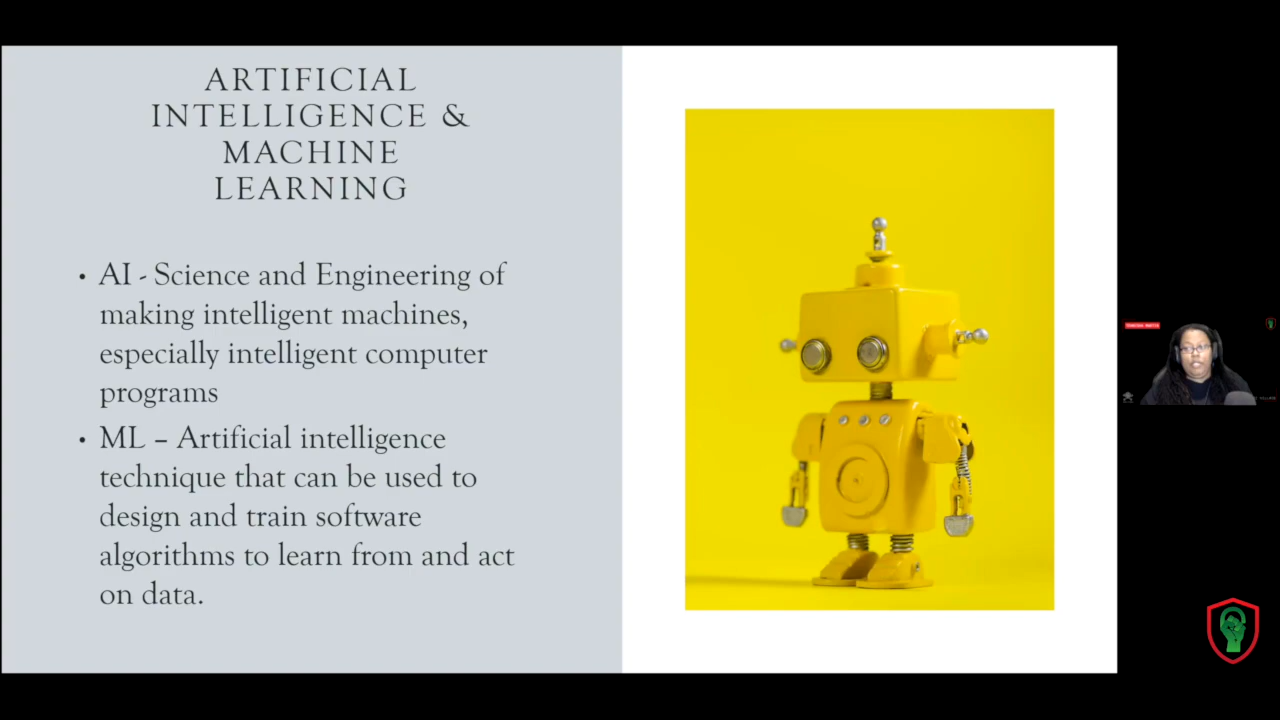 ARTIFICIAL
INTELLIGENCE &
MACHINE
LEARNING
• AI - Science and Engineering of
making intelligent machines,
especially intelligent computer
programs
• ML – Artificial intelligence
technique that can be used to
design and train software
algorithms to learn from and act
on data.